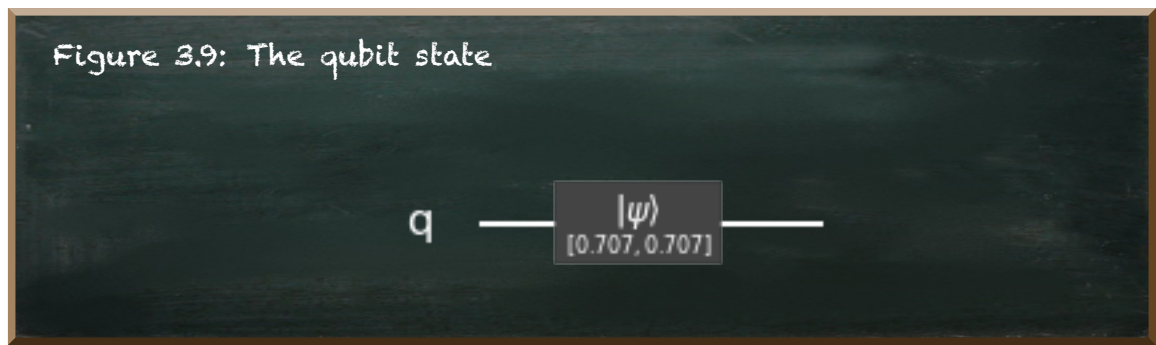 Figure 3.9: The qubit state
q
|ψ⟩
[0.707, 0.707]